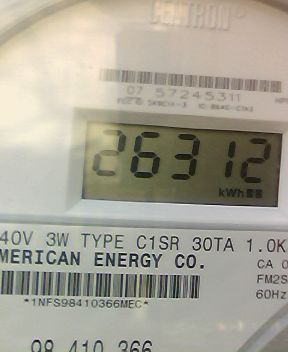 CENTRON®
07 57245311
26312
kWh
40V 3W TYPE C1SR 30TA 1.0K
MERICAN ENERGY CO.
CA 0
FM2S
60Hz
*1NFS98410366MEC*
98 410 366